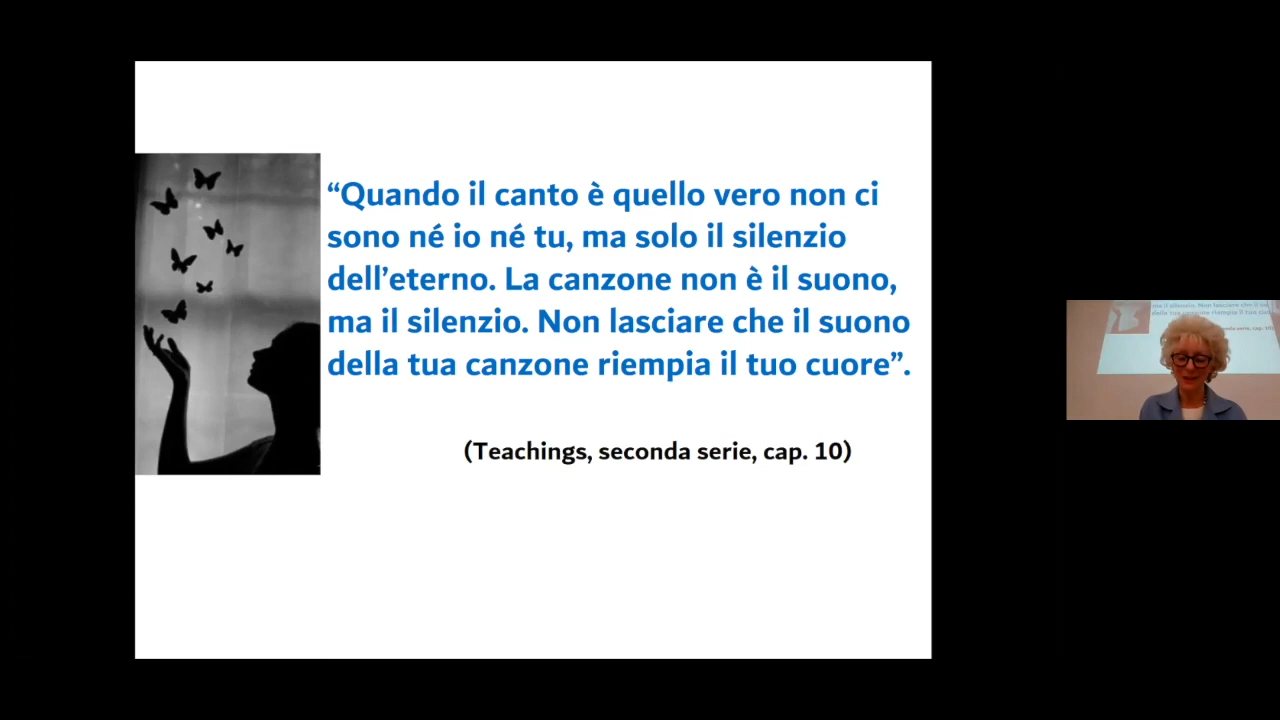 “Quando il canto è quello vero non ci
sono né io né tu, ma solo il silenzio
dell’eterno. La canzone non è il suono,
ma il silenzio. Non lasciare che il suono
della tua canzone riempia il tuo cuore”.
(Teachings, seconda serie, cap. 10)